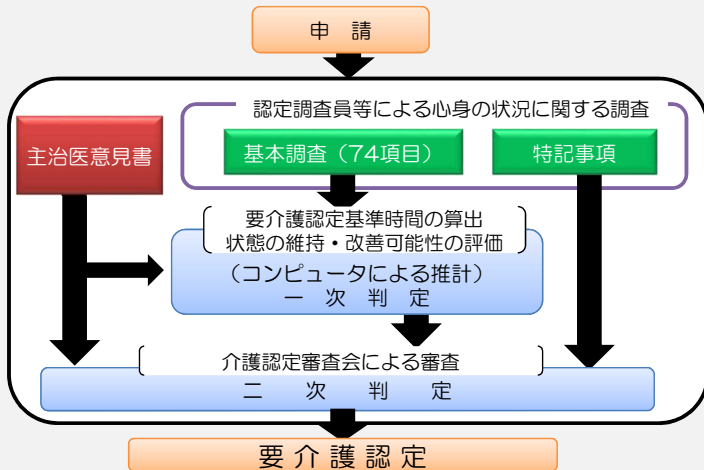 申　請
認定調査員等による心身の状況に関する調査
主治医意見書
基本調査（74項目）
特記事項
要介護認定基準時間の算出
状態の維持・改善可能性の評価
（コンピュータによる推計）
一　次　判　定
介護認定審査会による審査
二　次　判　定
要介護認定